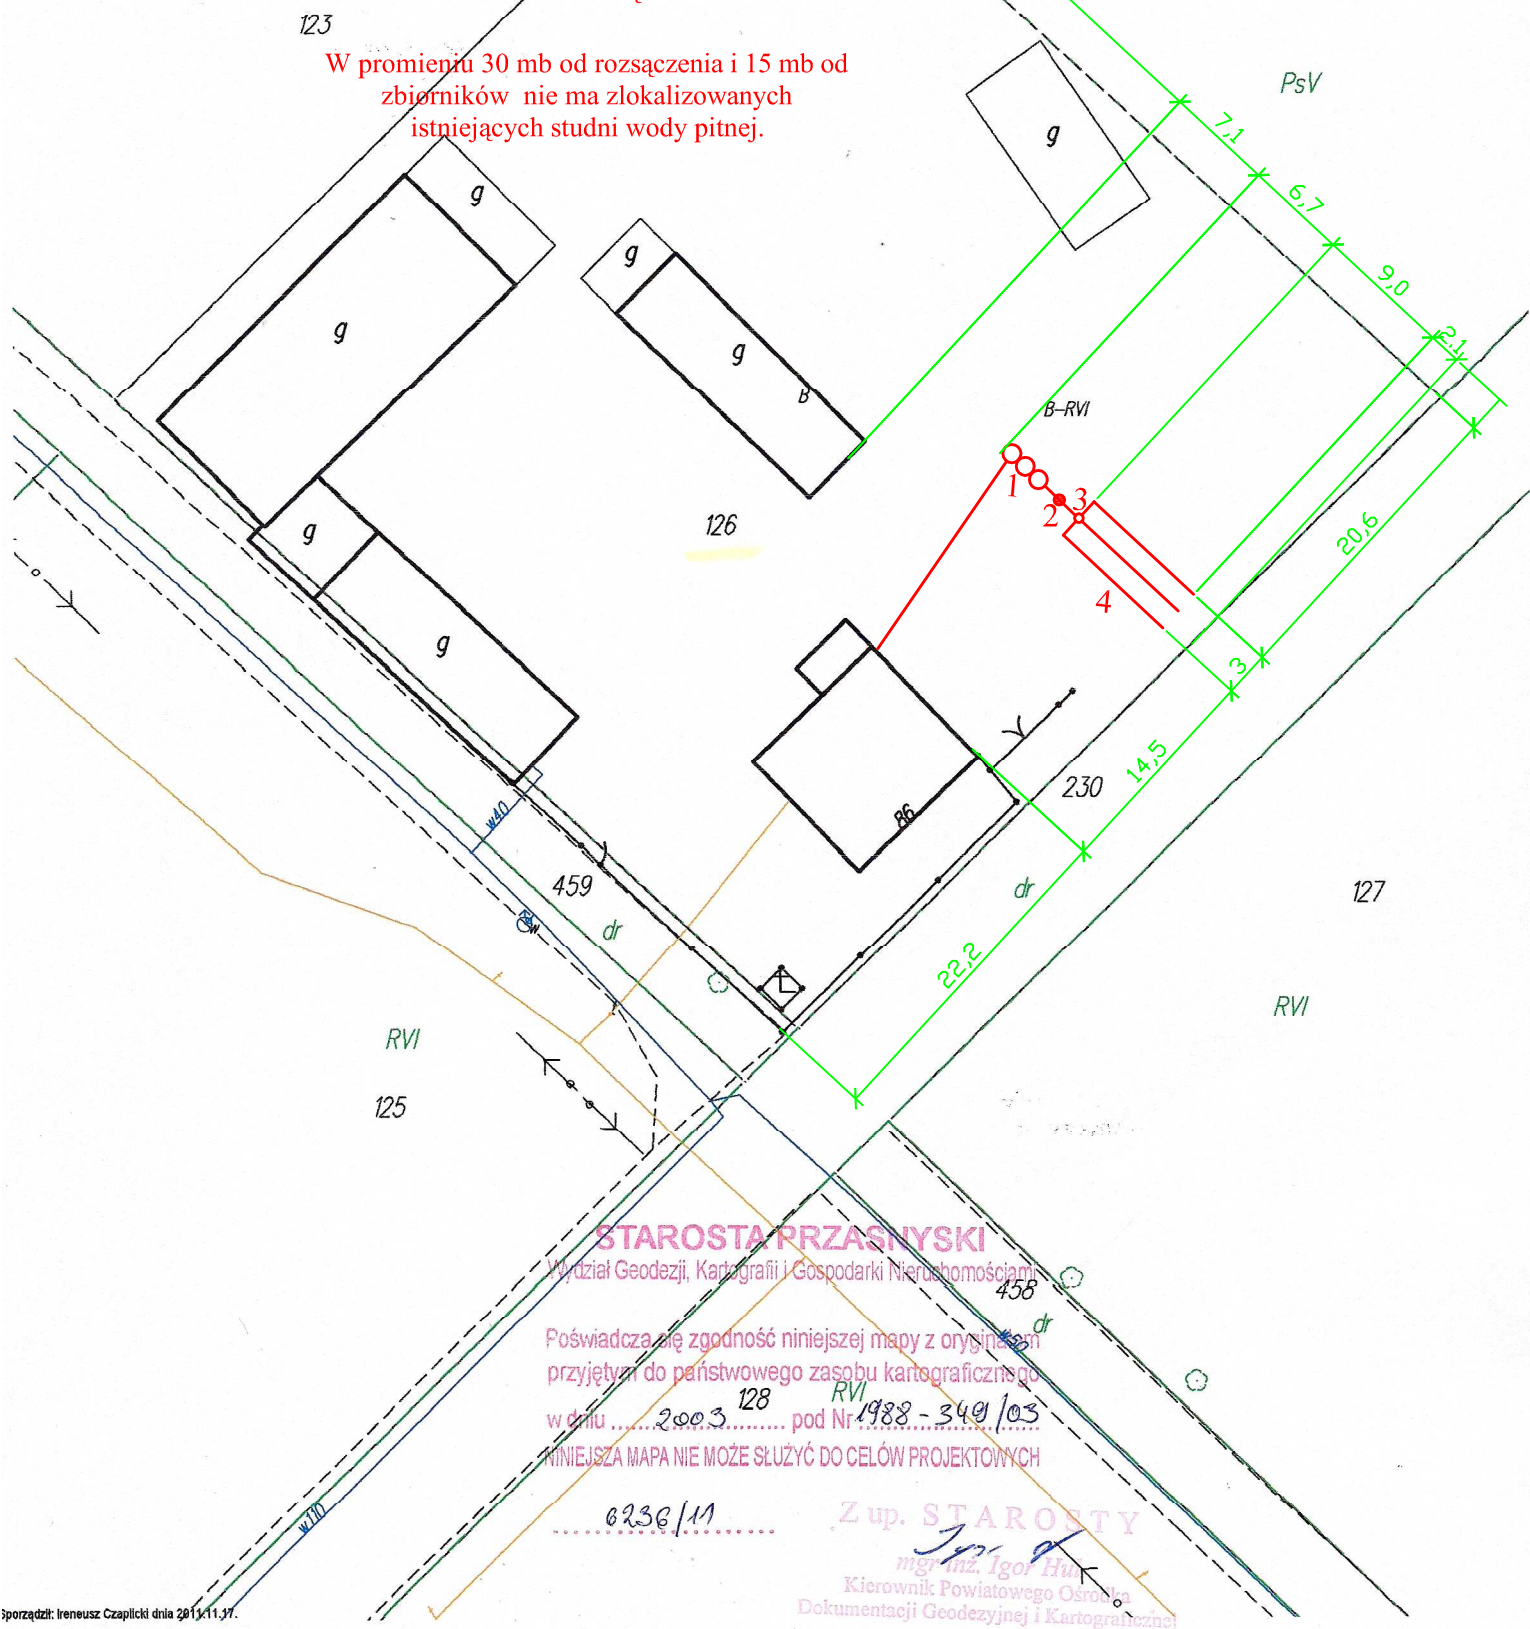 123
W promieniu 30 mb od rozsączenia i 15 mb od
zbiorników nie ma zlokalizowanych
istniejących studni wody pitnej.
PsV
g
7,1
6,7
9,0
2,1
g
g
g
g
B
B-RVI
1
2
3
4
126
g
g
20,6
3
14,5
22,2
86
230
w40
459
dr
dr
w
127
RVI
RVI
125
STAROSTA PRZASNYSKI
Wydział Geodezji, Kartografii i Gospodarki Nieruchomościami
458
dr
Poświadcza się zgodność niniejszej mapy z oryginałem
przyjętym do państwowego zasobu kartograficznego
128
RVI
w dniu ..... 2003 ........ pod Nr 1988-349/03
NINIEJSZA MAPA NIE MOŻE SŁUŻYĆ DO CELÓW PROJEKTOWYCH
w110
6236/11
Z up. STAROSTY
mgr inż. Igor
Kierownik Powiatowego Ośrodka
Dokumentacji Geodezyjnej i Kartograficznej
Sporządził: Ireneusz Czaplicki dnia 2011.11.17.